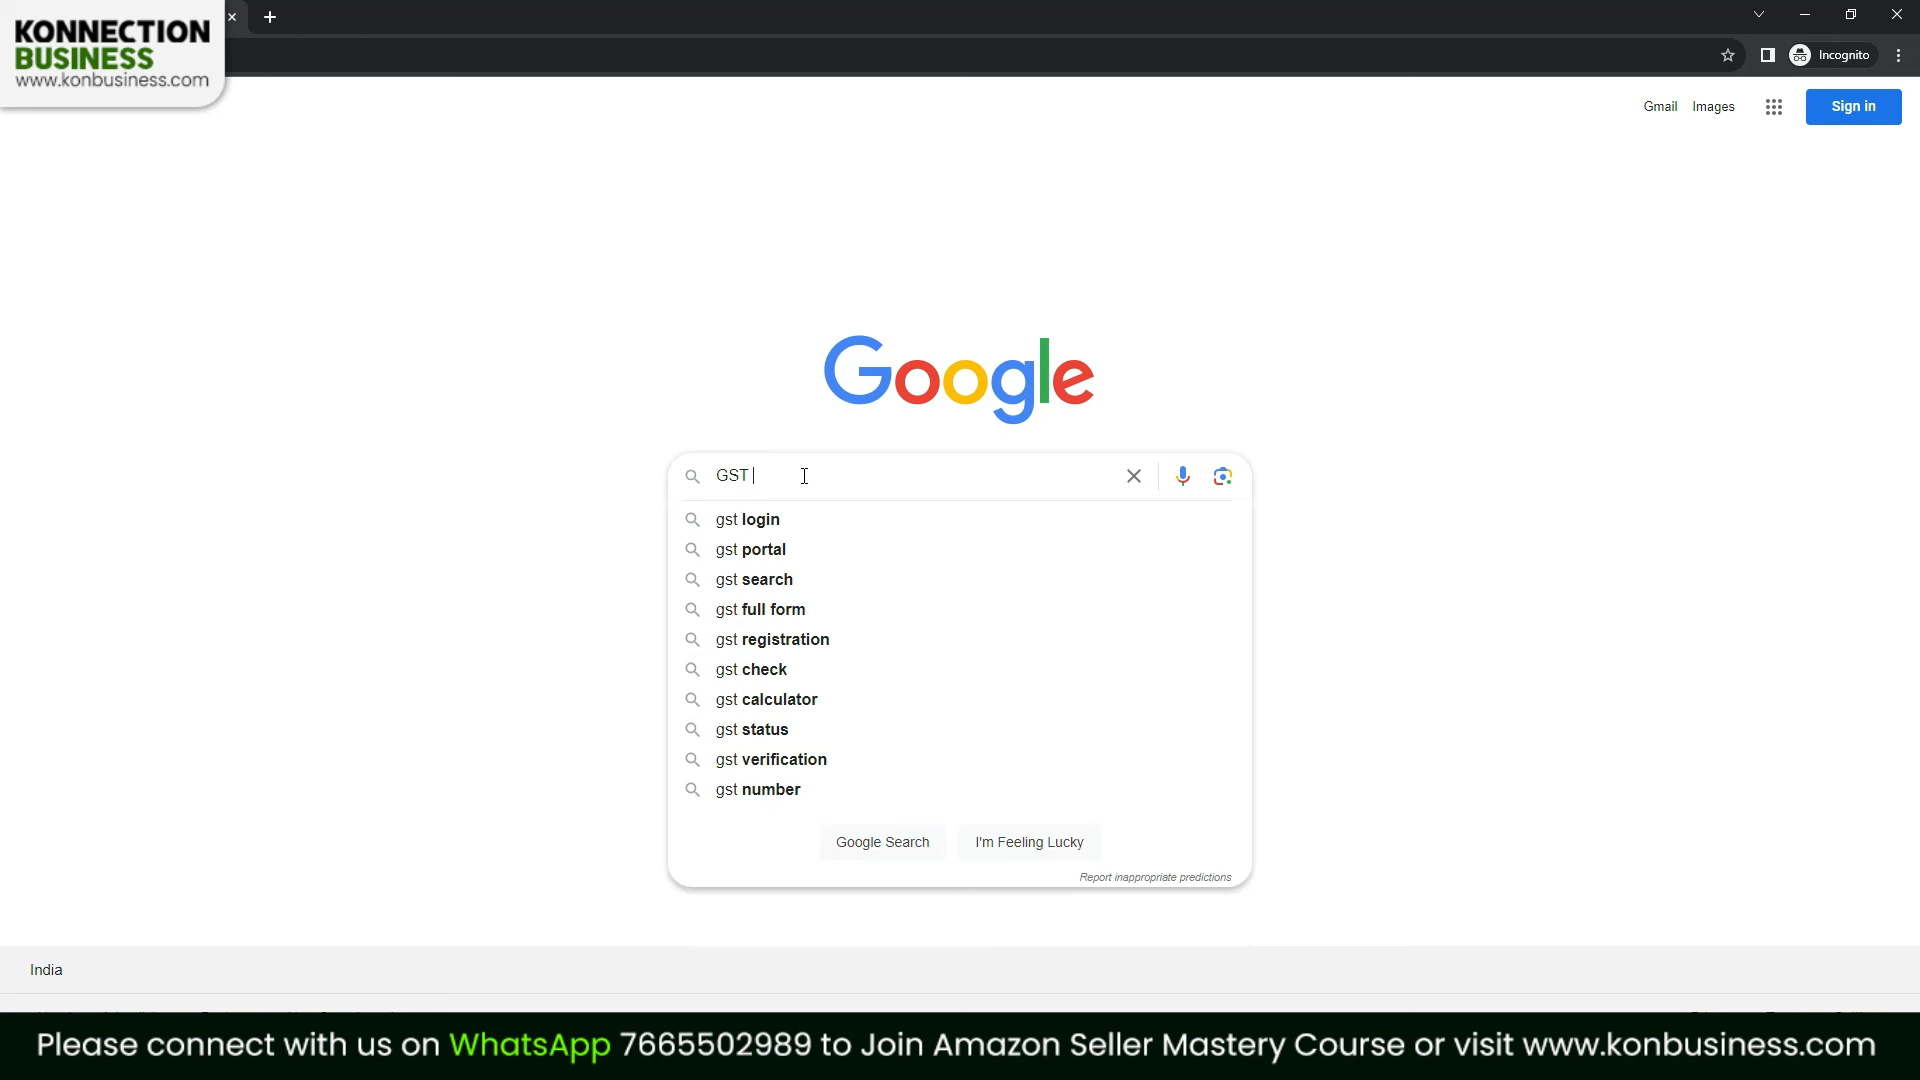 KONNECTION
BUSINESS
www.konbusiness.com
Incognito
Gmail Images Sign in
Google
GST
gst login
gst portal
gst search
gst full form
gst registration
gst check
gst calculator
gst status
gst verification
gst number
Google Search I'm Feeling Lucky
Report inappropriate predictions
India
Please connect with us on WhatsApp 7665502989 to Join Amazon Seller Mastery Course or visit www.konbusiness.com